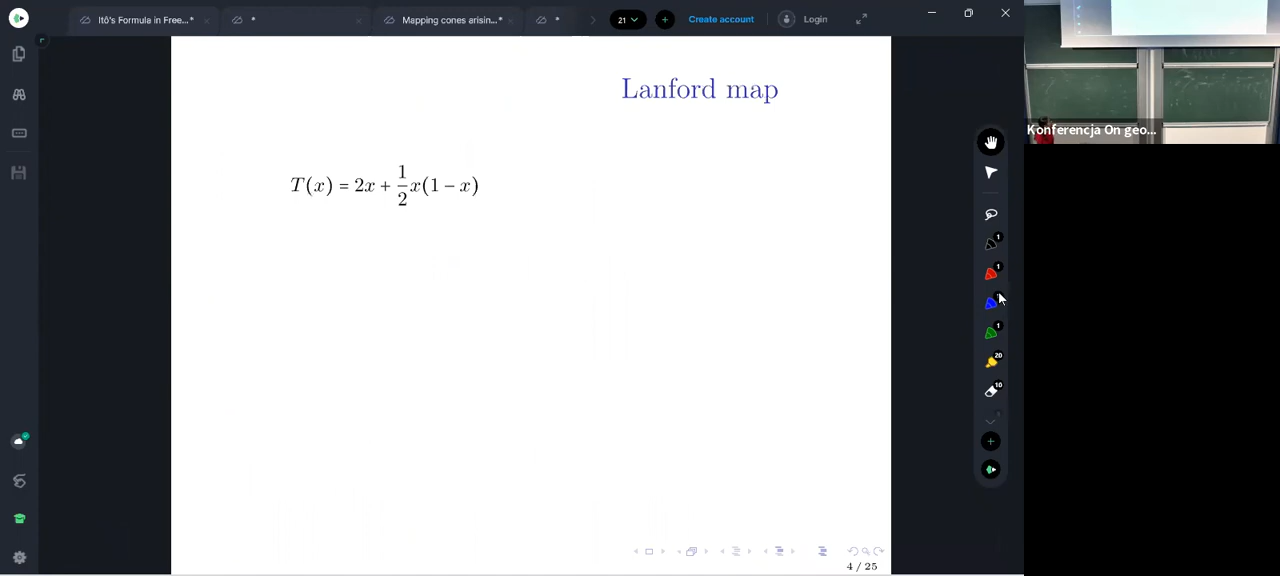 Itô's Formula in Free...*
*
Mapping cones arisin...*
*
21
Create account
Login
Lanford map
T(x) = 2x + \frac{1}{2}x(1 − x)
Konferencja On geo...
1
1
1
20
10
4 / 25